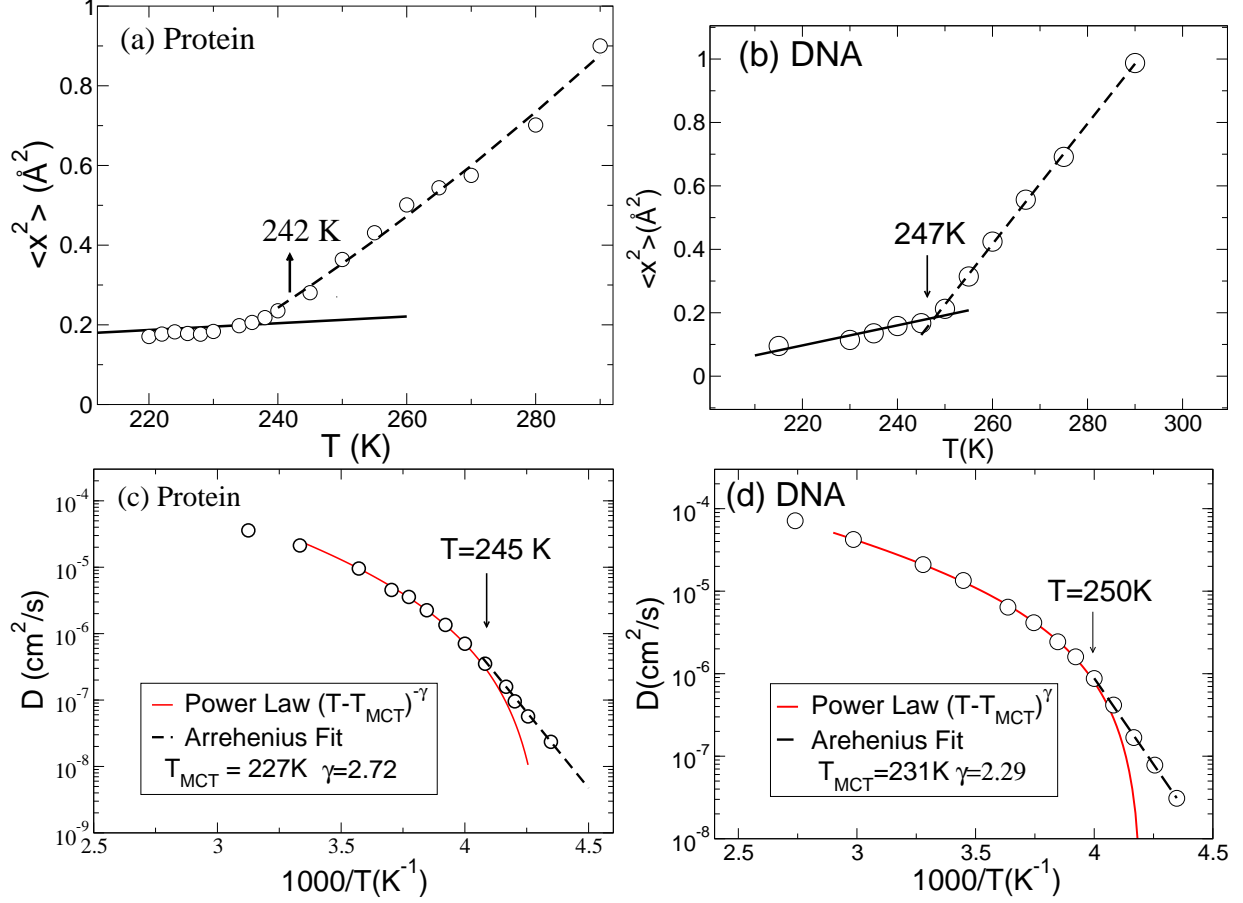 (a) Protein
<x²> (Å²)
1
0.8
0.6
0.4
0.2
0
242 K
220 240 260 280
T (K)
(b) DNA
<x²>(Å²)
1
0.8
0.6
0.4
0.2
0
247K
220 240 260 280 300
T(K)
(c) Protein
D (cm²/s)
10⁻⁴
10⁻⁵
10⁻⁶
10⁻⁷
10⁻⁸
10⁻⁹
T=245 K
Power Law (T-T_MCT)^-γ
Arrehenius Fit
T_MCT = 227K γ=2.72
2.5 3 3.5 4 4.5
1000/T(K⁻¹)
(d) DNA
D(cm²/s)
10⁻⁴
10⁻⁵
10⁻⁶
10⁻⁷
10⁻⁸
T=250K
Power Law (T-T_MCT)^γ
Arehenius Fit
T_MCT=231K γ=2.29
2.5 3 3.5 4 4.5
1000/T(K⁻¹)